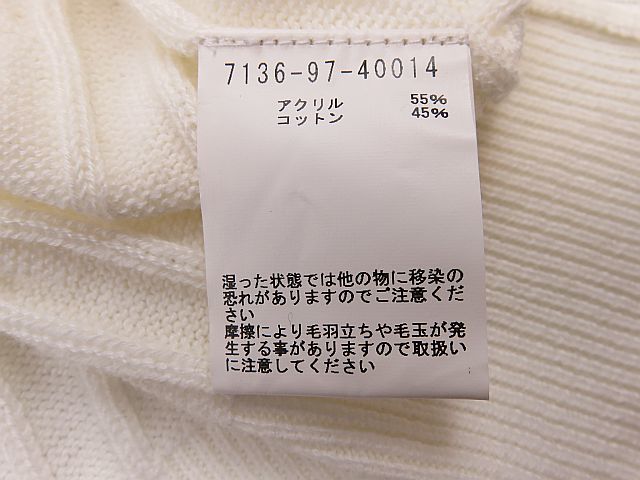 7136-97-40014
アクリル 55%
コットン 45%
湿った状態では他の物に移染の
恐れがありますのでご注意くだ
さい
摩擦により毛羽立ちや毛玉が発
生する事がありますので取扱い
に注意してください